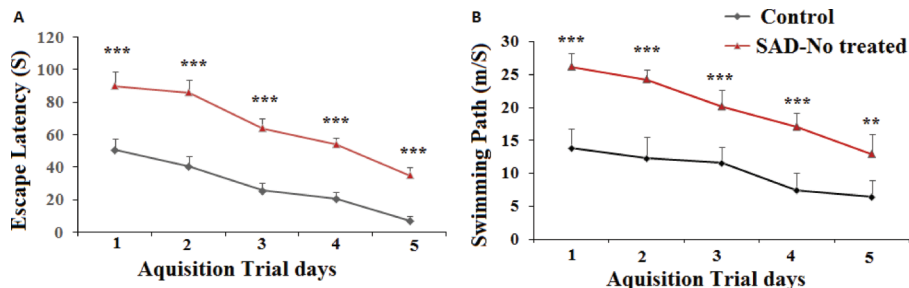 A
Escape Latency (S)
120
100
80
60
40
20
0
***
***
***
***
***
1 2 3 4 5
Aquisition Trial days
B
Control
SAD-No treated
Swimming Path (m/S)
30
25
20
15
10
5
0
***
***
***
***
**
1 2 3 4 5
Aquisition Trial days